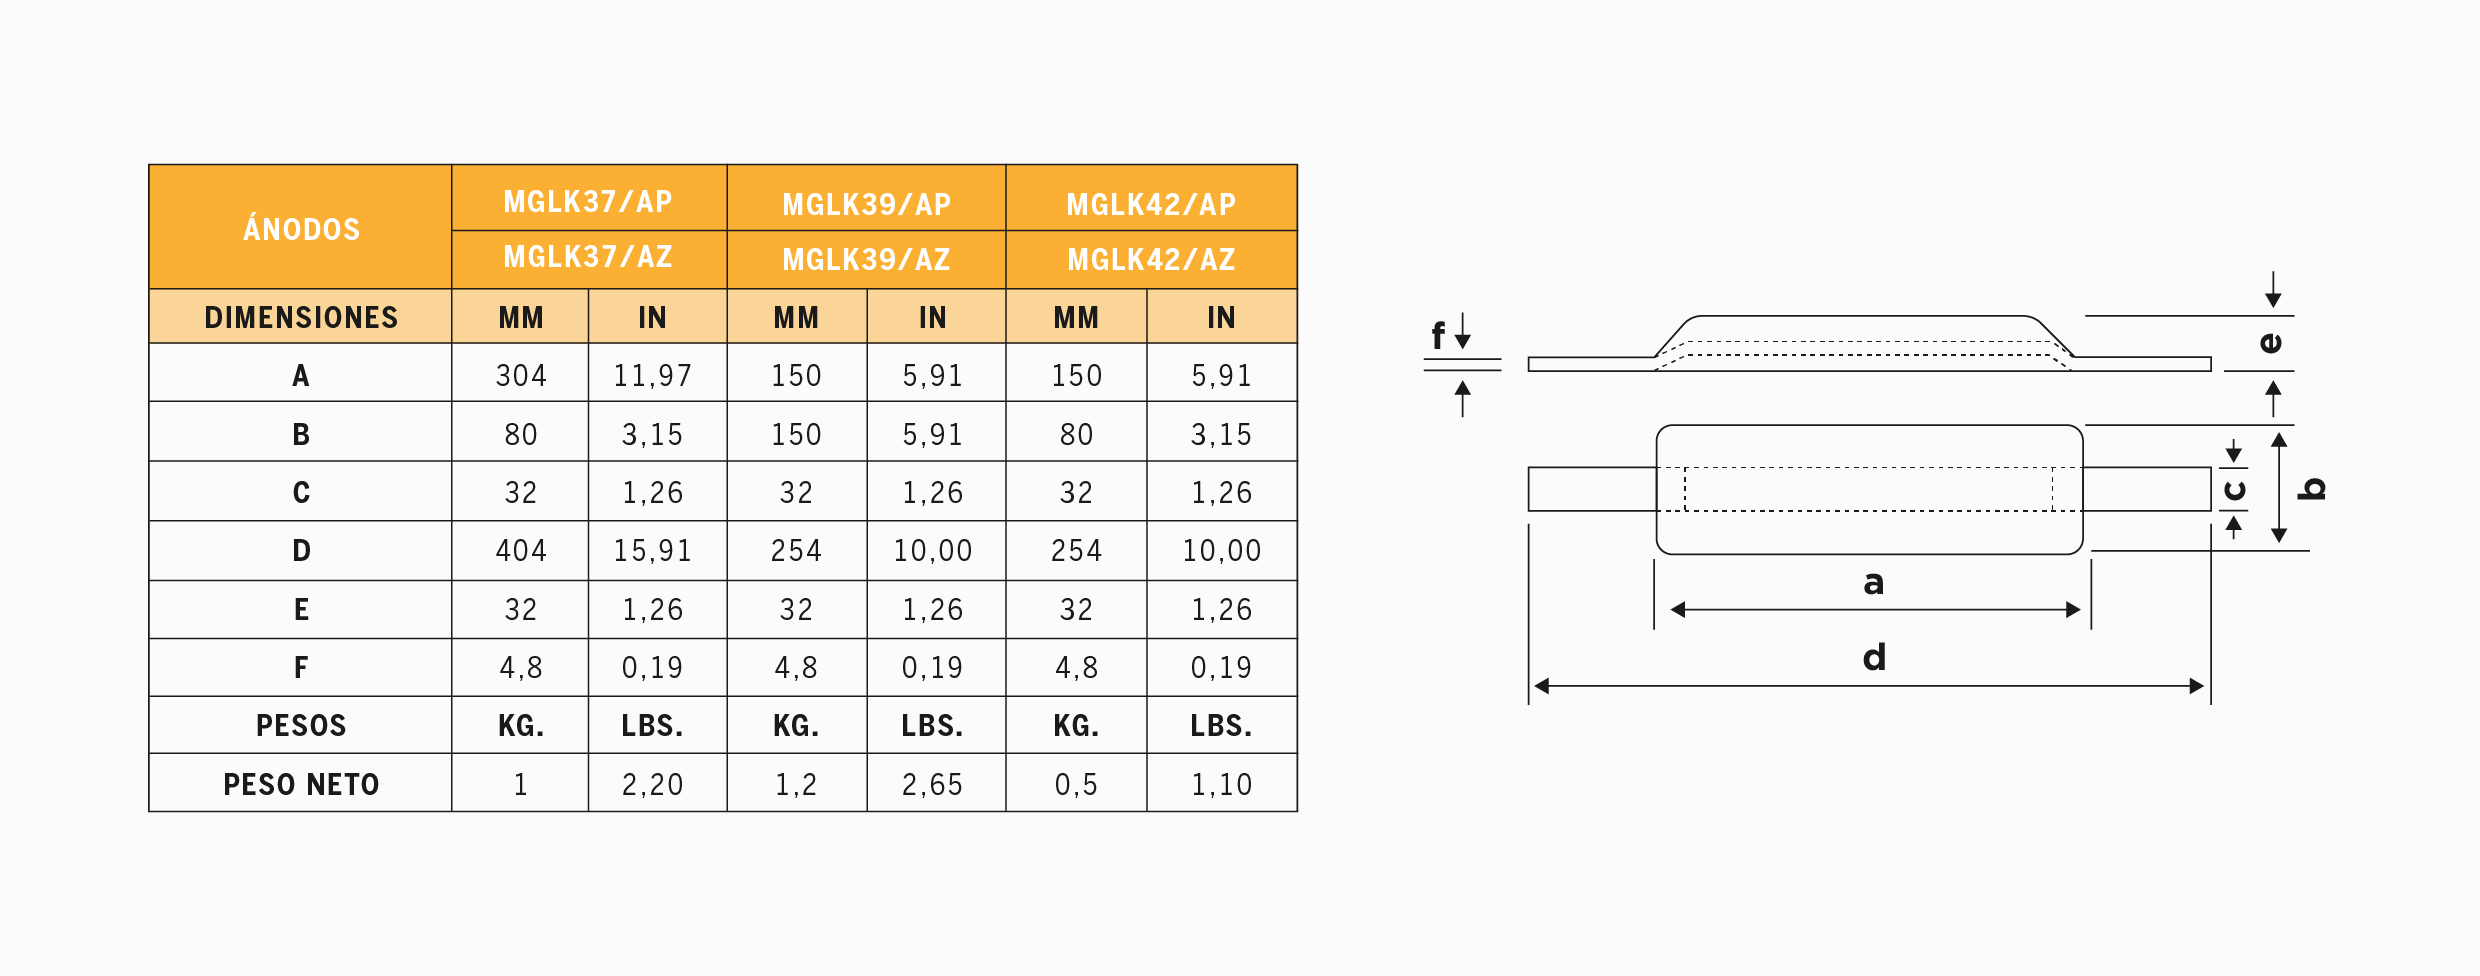 ÁNODOS MGLK37/AP MGLK39/AP MGLK42/AP
MGLK37/AZ MGLK39/AZ MGLK42/AZ
DIMENSIONES MM IN MM IN MM IN
A 304 11,97 150 5,91 150 5,91
B 80 3,15 150 5,91 80 3,15
C 32 1,26 32 1,26 32 1,26
D 404 15,91 254 10,00 254 10,00
E 32 1,26 32 1,26 32 1,26
F 4,8 0,19 4,8 0,19 4,8 0,19
PESOS KG. LBS. KG. LBS. KG. LBS.
PESO NETO 1 2,20 1,2 2,65 0,5 1,10
f
e
c
b
a
d